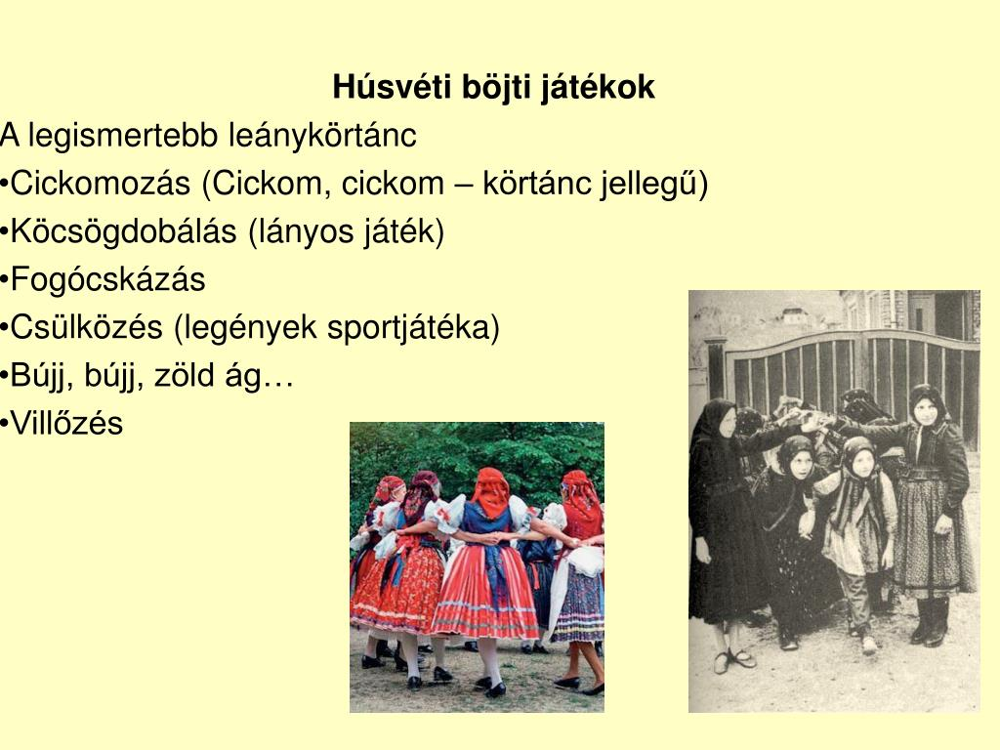 Húsvéti böjti játékok
A legismertebb leánykörtánc
•Cickomozás (Cickom, cickom – körtánc jellegű)
•Köcsögdobálás (lányos játék)
•Fogócskázás
•Csülközés (legények sportjátéka)
•Bújj, bújj, zöld ág…
•Villőzés